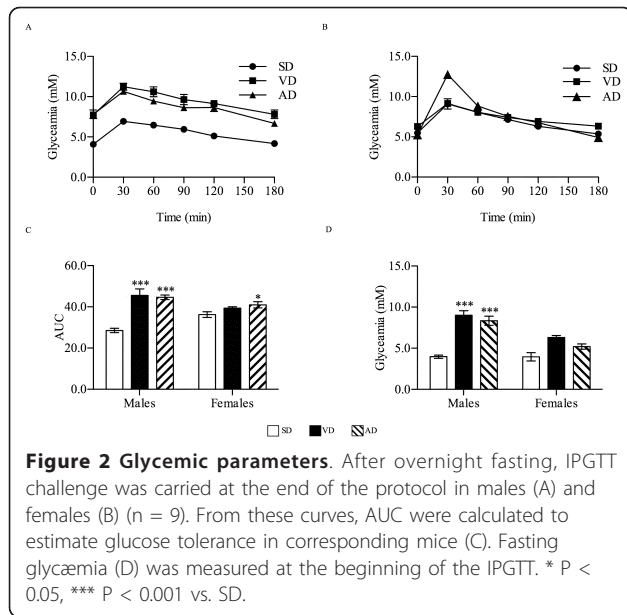 A
B
15.0
10.0
5.0
0.0
Glyceamia (mM)
0 30 60 90 120 180
Time (min)
SD
VD
AD
15.0
10.0
5.0
0.0
Glyceamia (mM)
0 30 60 90 120 180
Time (min)
SD
VD
AD
C
D
60.0
40.0
20.0
0.0
AUC
*** ***
*
Males Females
15.0
10.0
5.0
0.0
Glyceamia (mM)
*** ***
Males Females
SD VD AD
Figure 2 Glycemic parameters. After overnight fasting, IPGTT
challenge was carried at the end of the protocol in males (A) and
females (B) (n = 9). From these curves, AUC were calculated to
estimate glucose tolerance in corresponding mice (C). Fasting
glycæmia (D) was measured at the beginning of the IPGTT. * P <
0.05, *** P < 0.001 vs. SD.